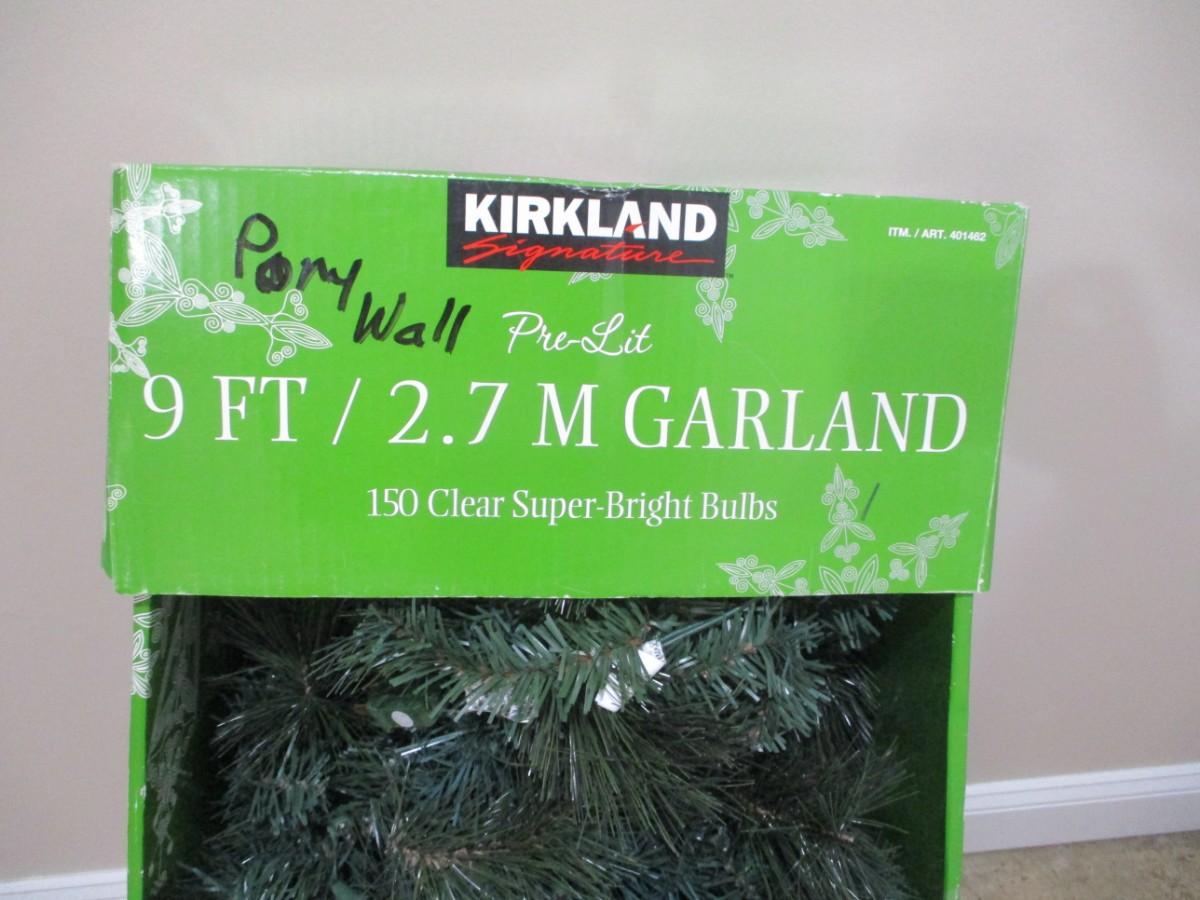 KIRKLAND
Signature
ITM. / ART. 401462
Pony
Wall
Pre-Lit
9 FT / 2.7 M GARLAND
150 Clear Super-Bright Bulbs